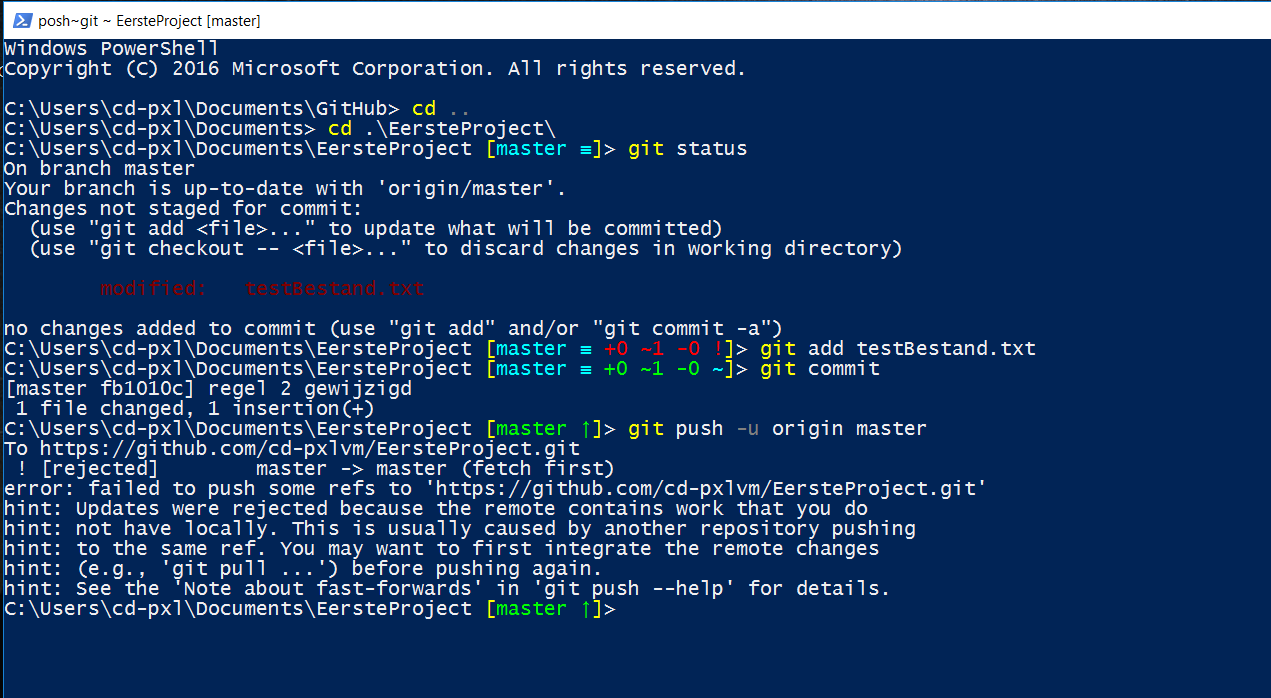 posh~git ~ EersteProject [master]
Windows PowerShell
Copyright (C) 2016 Microsoft Corporation. All rights reserved.
C:\Users\cd-pxl\Documents\GitHub> cd ..
C:\Users\cd-pxl\Documents> cd .\EersteProject\
C:\Users\cd-pxl\Documents\EersteProject [master ≡]> git status
On branch master
Your branch is up-to-date with 'origin/master'.
Changes not staged for commit:
  (use "git add <file>..." to update what will be committed)
  (use "git checkout -- <file>..." to discard changes in working directory)
        modified:   testBestand.txt
no changes added to commit (use "git add" and/or "git commit -a")
C:\Users\cd-pxl\Documents\EersteProject [master ≡ +0 ~1 -0 !]> git add testBestand.txt
C:\Users\cd-pxl\Documents\EersteProject [master ≡ +0 ~1 -0 ~]> git commit
[master fb1010c] regel 2 gewijzigd
 1 file changed, 1 insertion(+)
C:\Users\cd-pxl\Documents\EersteProject [master ↑]> git push -u origin master
To https://github.com/cd-pxlvm/EersteProject.git
 ! [rejected]        master -> master (fetch first)
error: failed to push some refs to 'https://github.com/cd-pxlvm/EersteProject.git'
hint: Updates were rejected because the remote contains work that you do
hint: not have locally. This is usually caused by another repository pushing
hint: to the same ref. You may want to first integrate the remote changes
hint: (e.g., 'git pull ...') before pushing again.
hint: See the 'Note about fast-forwards' in 'git push --help' for details.
C:\Users\cd-pxl\Documents\EersteProject [master ↑]>